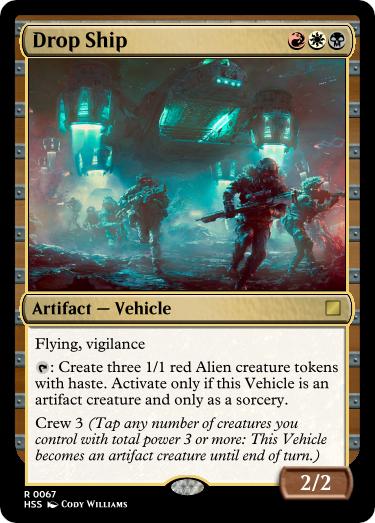 Drop Ship
Artifact — Vehicle
Flying, vigilance
: Create three 1/1 red Alien creature tokens
with haste. Activate only if this Vehicle is an
artifact creature and only as a sorcery.
Crew 3 (Tap any number of creatures you
control with total power 3 or more: This Vehicle
becomes an artifact creature until end of turn.)
2/2
R 0067
HSS Cody Williams